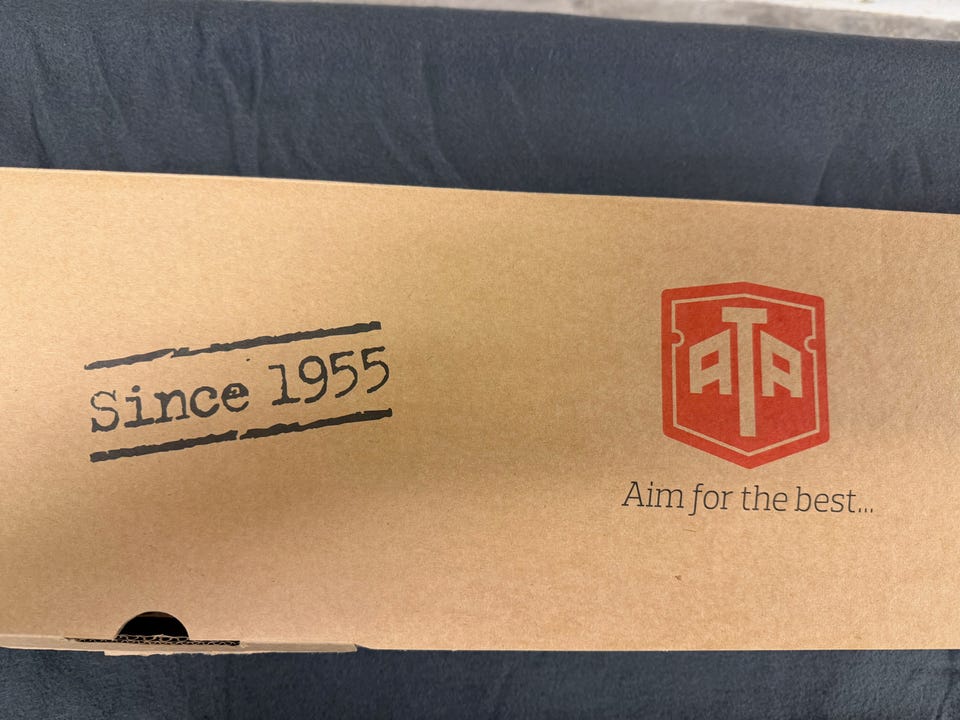 Since 1955
ATA
Aim for the best...